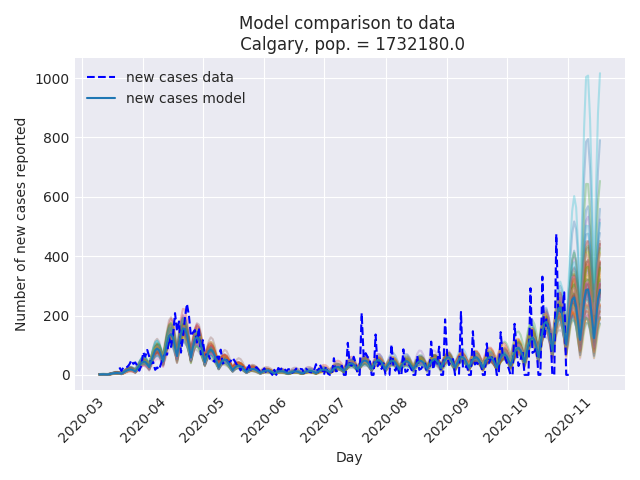 Model comparison to data
Calgary, pop. = 1732180.0
new cases data
new cases model
Number of new cases reported
1000
800
600
400
200
0
2020-03
2020-04
2020-05
2020-06
2020-07
2020-08
2020-09
2020-10
2020-11
Day